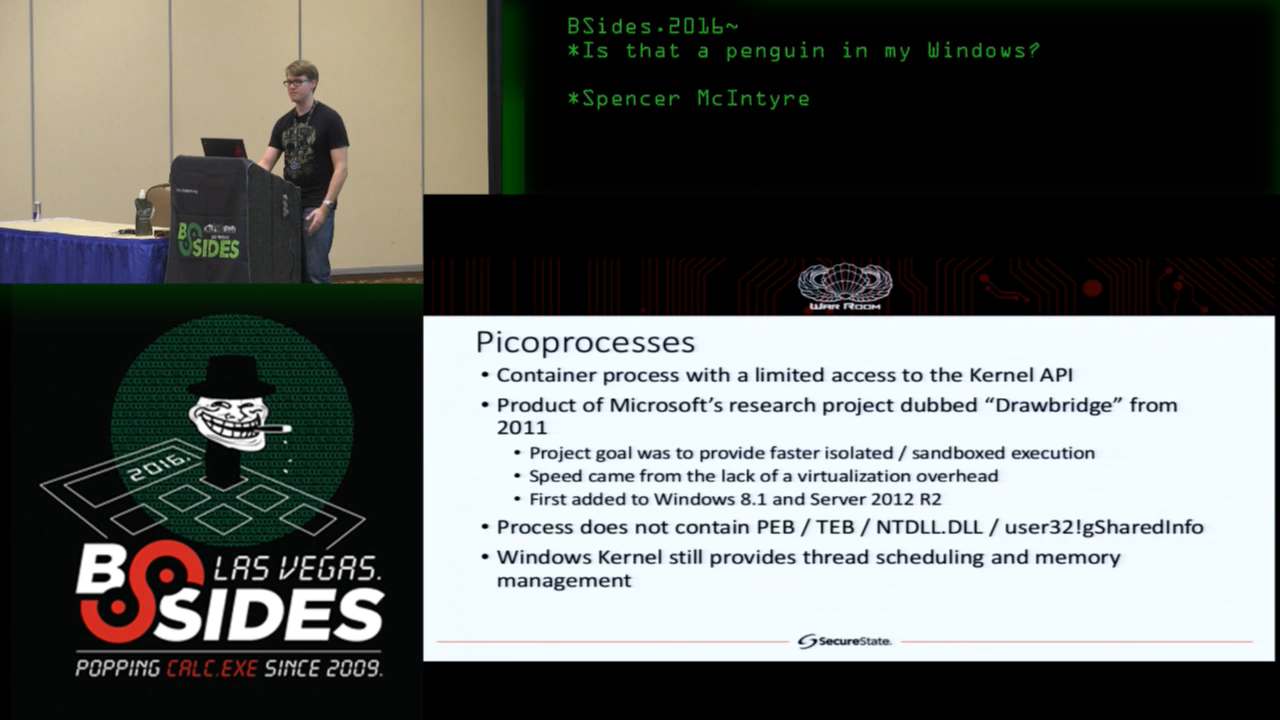 BSides.2016~
*Is that a penguin in my Windows?
*Spencer McIntyre
BSIDES
WAR ROOM
Picoprocesses
• Container process with a limited access to the Kernel API
• Product of Microsoft's research project dubbed “Drawbridge” from
2011
• Project goal was to provide faster isolated / sandboxed execution
• Speed came from the lack of a virtualization overhead
• First added to Windows 8.1 and Server 2012 R2
• Process does not contain PEB / TEB / NTDLL.DLL / user32!gSharedInfo
• Windows Kernel still provides thread scheduling and memory
management
SecureState.
2016.
BSIDES LAS VEGAS.
POPPING CALC.EXE SINCE 2009.